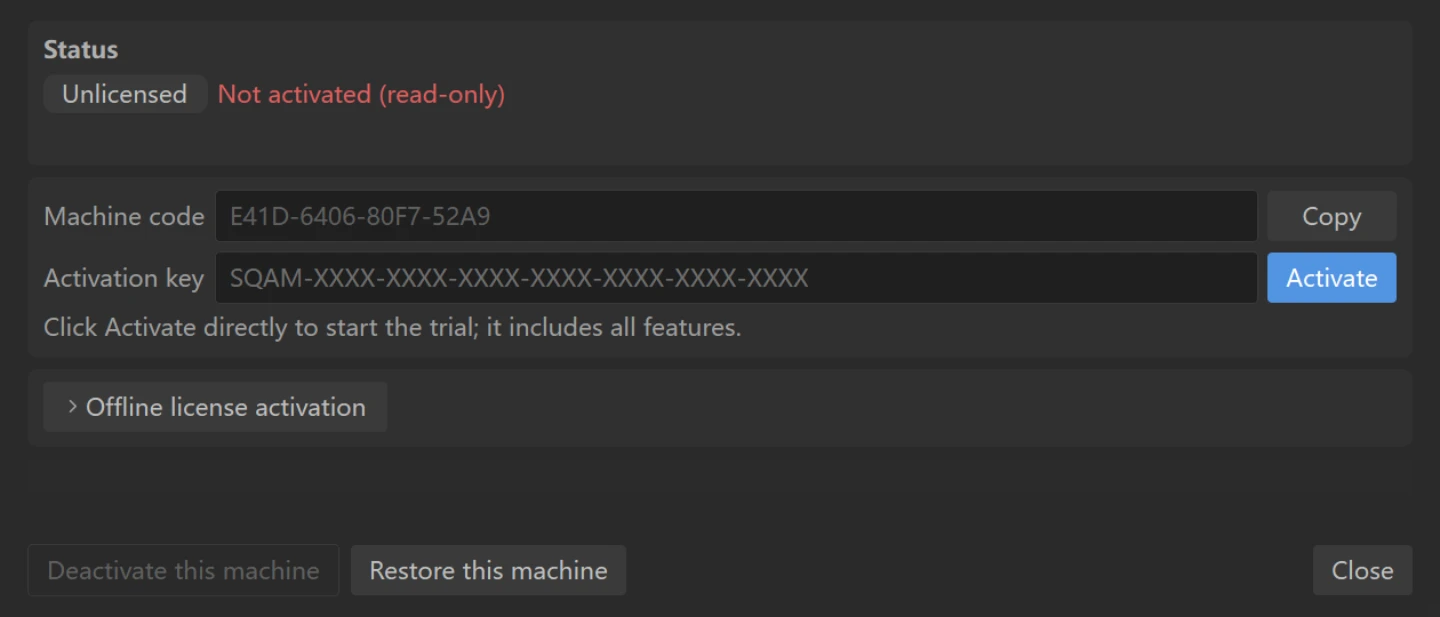 Status
Unlicensed Not activated (read-only)
Machine code E41D-6406-80F7-52A9 Copy
Activation key SQAM-XXXX-XXXX-XXXX-XXXX-XXXX-XXXX-XXXX Activate
Click Activate directly to start the trial; it includes all features.
> Offline license activation
Deactivate this machine Restore this machine Close